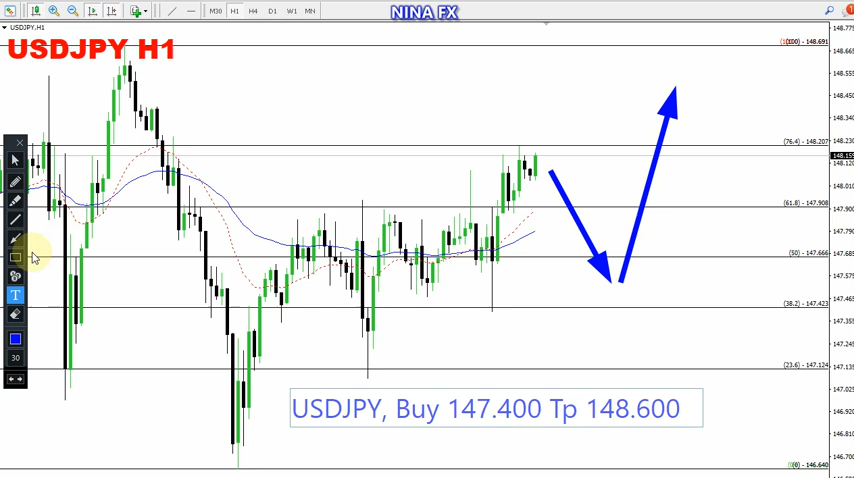 M30 H1 H4 D1 W1 MN
NINA FX
USDJPY,H1
USDJPY H1
148.775
(100) - 148.691
148.555
148.450
148.340
148.230
(76.4) - 148.207
148.155
148.120
148.010
(61.8) - 147.908
147.900
147.790
147.685
(50) - 147.666
147.575
147.465
(38.2) - 147.423
147.355
147.245
147.135
(23.6) - 147.124
147.025
146.920
146.810
146.700
(0) - 146.640
T
30
USDJPY, Buy 147.400 Tp 148.600